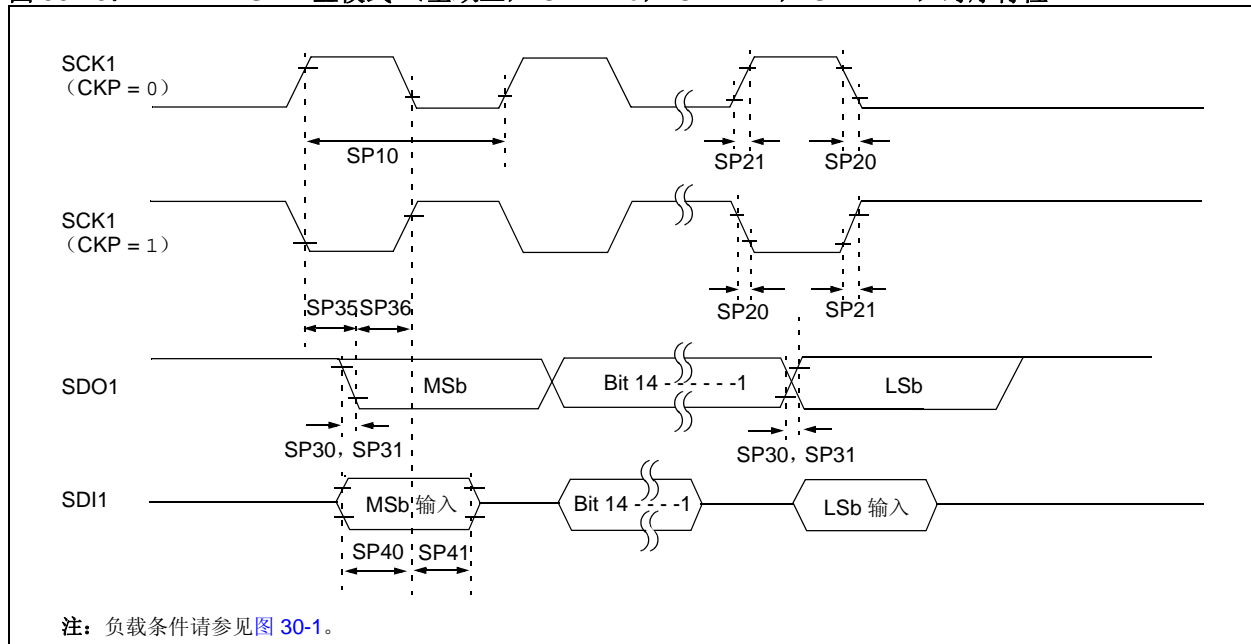 SCK1
（CKP = 0）
SP10
SP21
SP20
SCK1
（CKP = 1）
SP35
SP36
SP20
SP21
SDO1
MSb
Bit 14 - - - - - -1
LSb
SP30，SP31
SP30，SP31
SDI1
MSb 输入
Bit 14 - - - - -1
LSb 输入
SP40
SP41
注：负载条件请参见图 30-1。